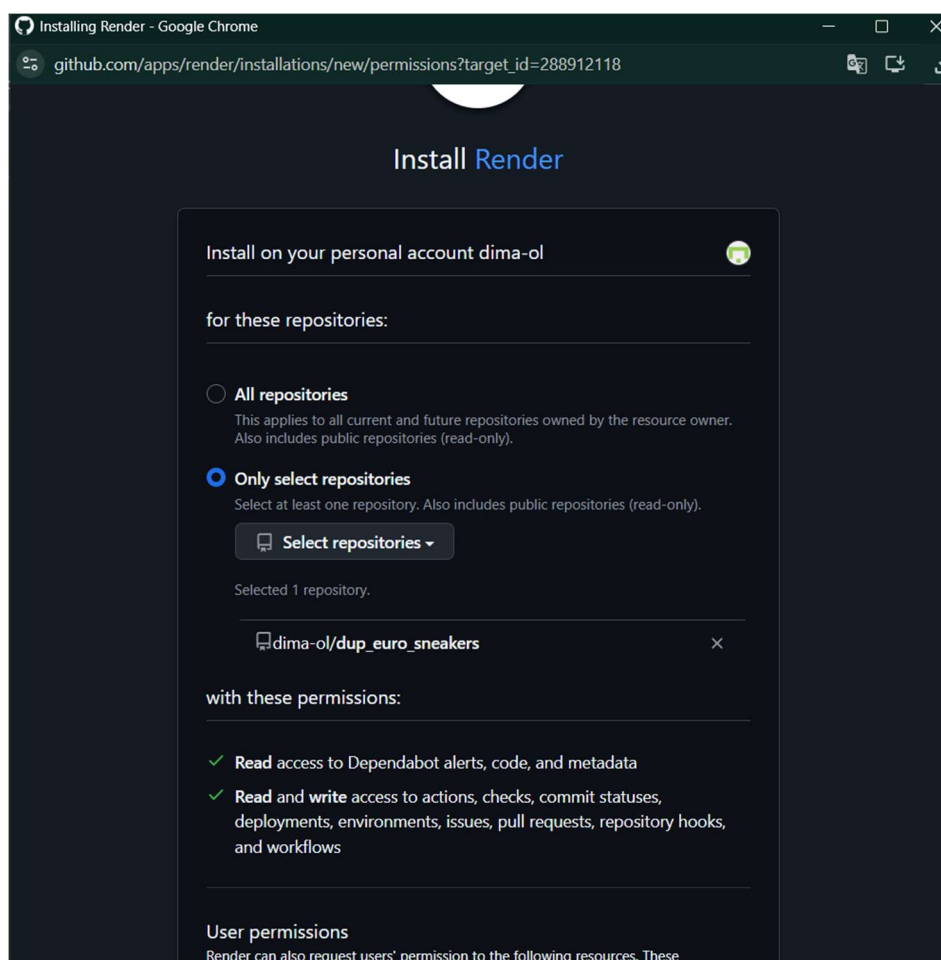 Installing Render - Google Chrome
github.com/apps/render/installations/new/permissions?target_id=288912118
Install Render
Install on your personal account dima-ol
for these repositories:
All repositories
This applies to all current and future repositories owned by the resource owner.
Also includes public repositories (read-only).
Only select repositories
Select at least one repository. Also includes public repositories (read-only).
Select repositories
Selected 1 repository.
dima-ol/dup_euro_sneakers
with these permissions:
Read access to Dependabot alerts, code, and metadata
Read and write access to actions, checks, commit statuses,
deployments, environments, issues, pull requests, repository hooks,
and workflows
User permissions
Render can also request users' permission to the following resources. These